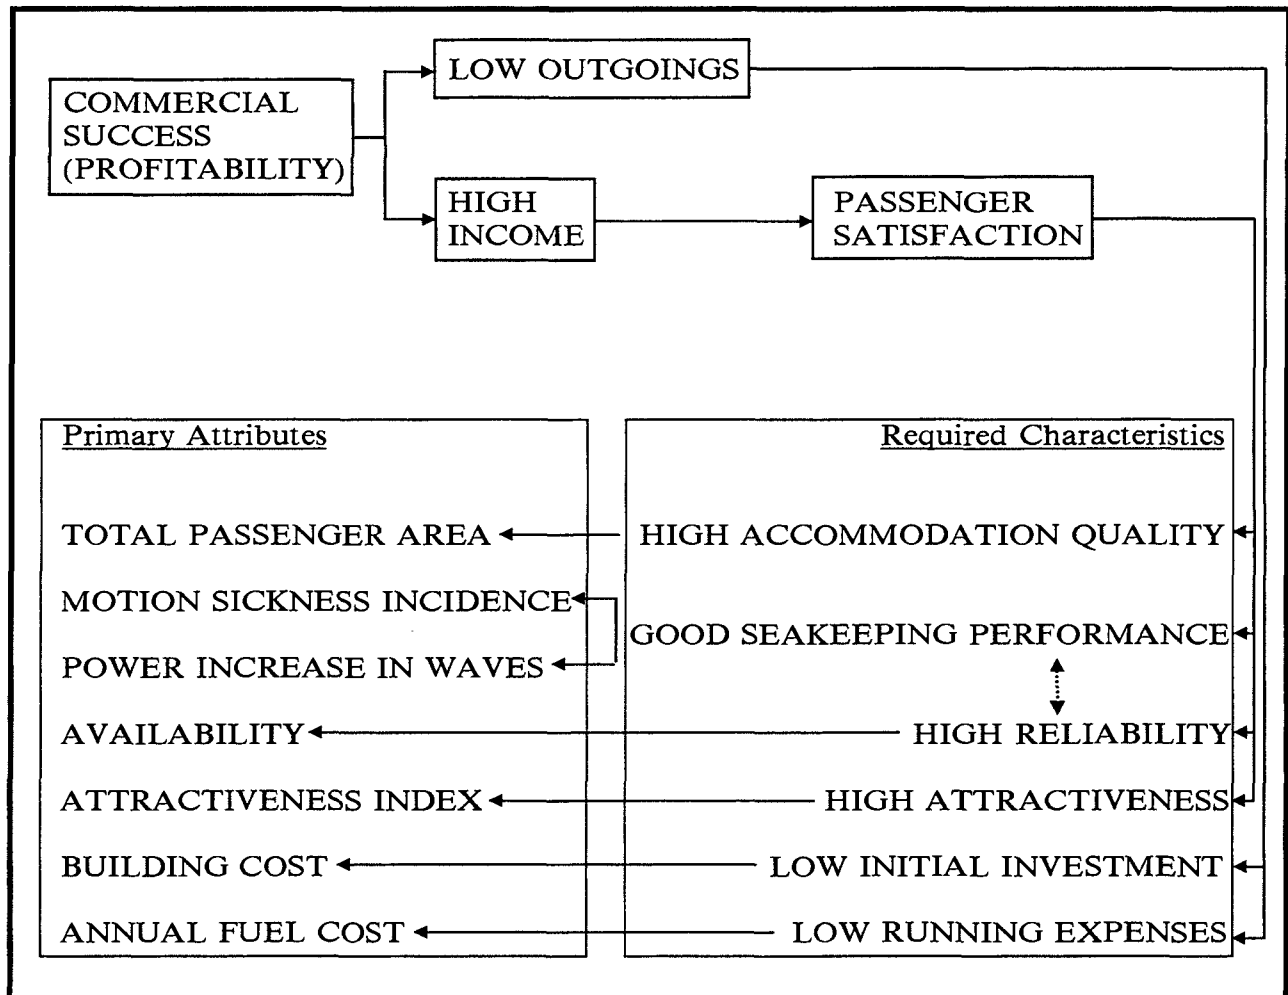 LOW OUTGOINGS
COMMERCIAL
SUCCESS
(PROFITABILITY)
HIGH
INCOME
PASSENGER
SATISFACTION
Primary Attributes
Required Characteristics
TOTAL PASSENGER AREA
HIGH ACCOMMODATION QUALITY
MOTION SICKNESS INCIDENCE
GOOD SEAKEEPING PERFORMANCE
POWER INCREASE IN WAVES
AVAILABILITY
HIGH RELIABILITY
ATTRACTIVENESS INDEX
HIGH ATTRACTIVENESS
BUILDING COST
LOW INITIAL INVESTMENT
ANNUAL FUEL COST
LOW RUNNING EXPENSES